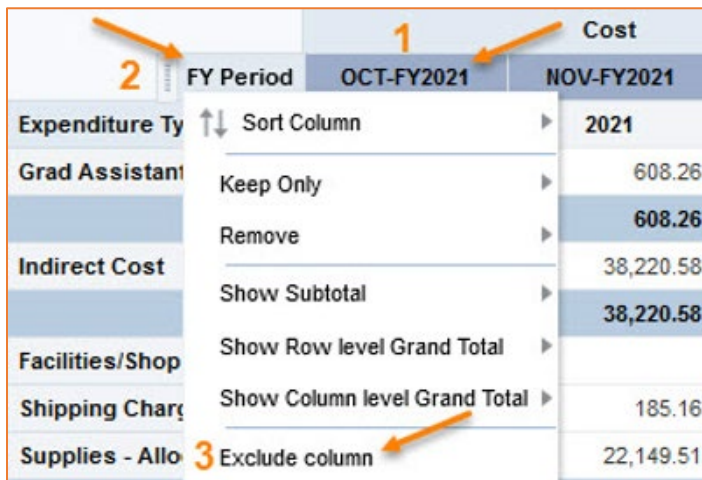 1 Cost
2 FY Period OCT-FY2021 NOV-FY2021
Expenditure Ty Sort Column 2021
Grad Assistant 608.26
Keep Only
608.26
Remove
Indirect Cost 38,220.58
Show Subtotal
38,220.58
Show Row level Grand Total
Facilities/Shop
Show Column level Grand Total
Shipping Charg 185.16
Supplies - Allo 3 Exclude column 22,149.51